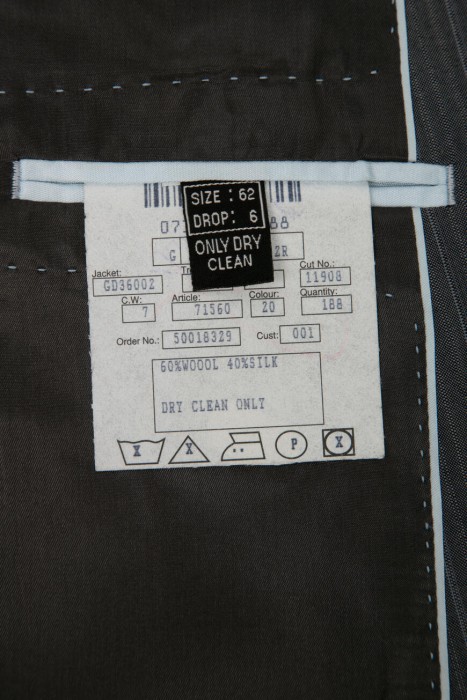 SIZE : 62
DROP: 6
ONLY DRY
CLEAN
Jacket: Cut No.:
GD36002 11908
C.W: Article: Colour: Quantity:
7 71560 20 188
Order No.: 50018329 Cust: 001
60%WOOOL 40%SILK
DRY CLEAN ONLY
X X P X